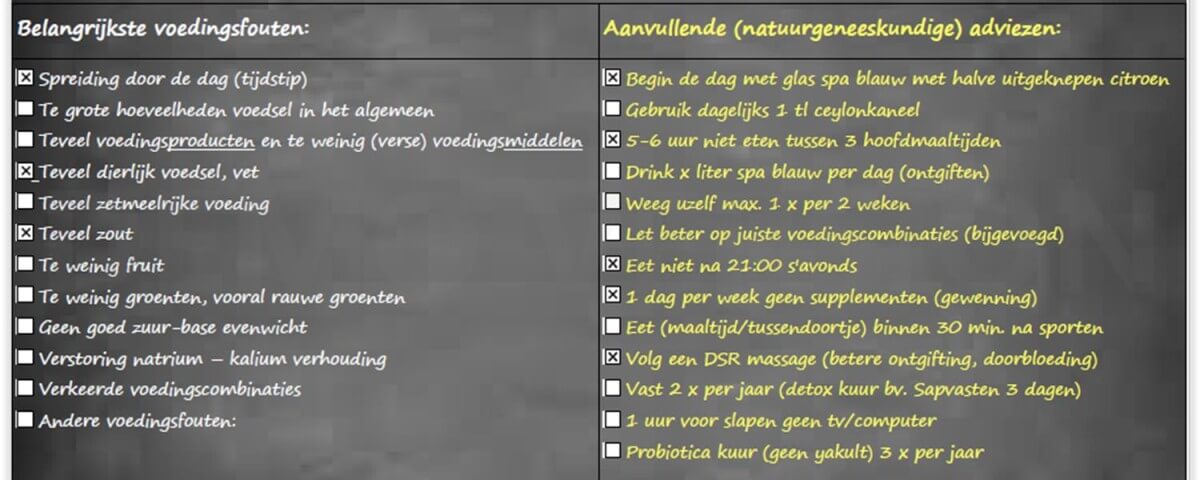 Belangrijkste voedingsfouten:
☒ Spreiding door de dag (tijdstip)
☐ Te grote hoeveelheden voedsel in het algemeen
☐ Teveel voedingsproducten en te weinig (verse) voedingsmiddelen
☒ Teveel dierlijk voedsel, vet
☐ Teveel zetmeelrijke voeding
☒ Teveel zout
☐ Te weinig fruit
☐ Te weinig groenten, vooral rauwe groenten
☐ Geen goed zuur-base evenwicht
☐ Verstoring natrium – kalium verhouding
☐ Verkeerde voedingscombinaties
☐ Andere voedingsfouten:
Aanvullende (natuurgeneeskundige) adviezen:
☒ Begin de dag met glas spa blauw met halve uitgeknepen citroen
☐ Gebruik dagelijks 1 tl ceylonkaneel
☒ 5-6 uur niet eten tussen 3 hoofdmaaltijden
☐ Drink x liter spa blauw per dag (ontgiften)
☐ Weeg uzelf max. 1 x per 2 weken
☐ Let beter op juiste voedingscombinaties (bijgevoegd)
☒ Eet niet na 21:00 s'avonds
☒ 1 dag per week geen supplementen (gewenning)
☐ Eet (maaltijd/tussendoortje) binnen 30 min. na sporten
☒ Volg een DSR massage (betere ontgifting, doorbloeding)
☐ Vast 2 x per jaar (detox kuur bv. Sapvasten 3 dagen)
☐ 1 uur voor slapen geen tv/computer
☐ Probiotica kuur (geen yakult) 3 x per jaar